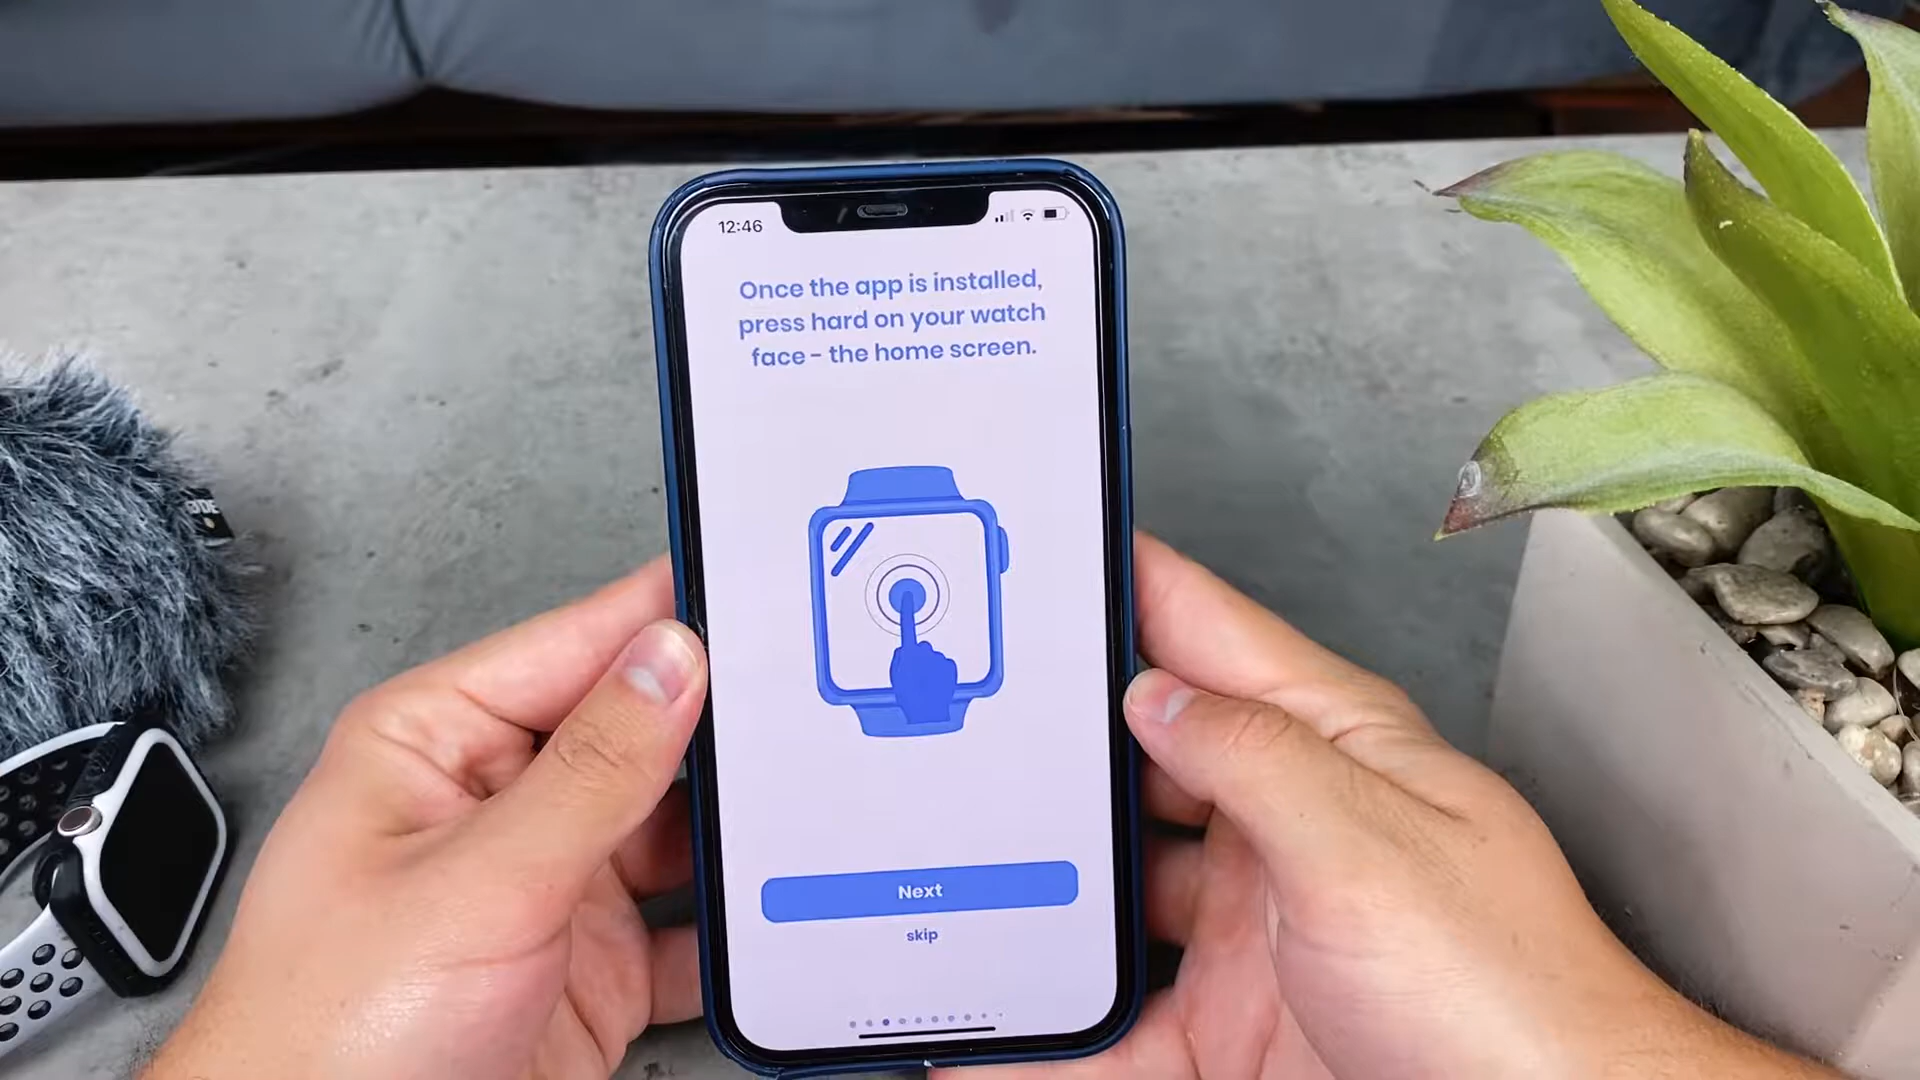 12:46
Once the app is installed,
press hard on your watch
face - the home screen.
Next
skip